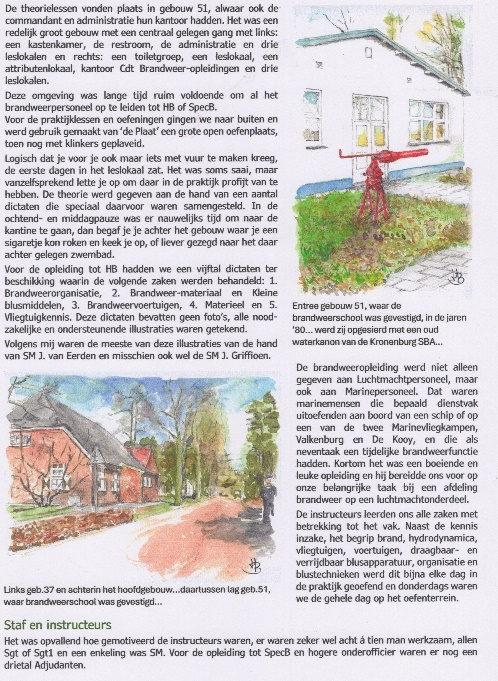 De theorielessen vonden plaats in gebouw 51, alwaar ook de
commandant en administratie hun kantoor hadden. Het was een
redelijk groot gebouw met een centraal gelegen gang met links:
een kastenkamer, de restroom, de administratie en drie
leslokalen en rechts: een toiletgroep, een leslokaal, een
attributenlokaal, kantoor Cdt Brandweer-opleidingen en drie
leslokalen.
Deze omgeving was lange tijd ruim voldoende om al het
brandweerpersoneel op te leiden tot HB of SpecB.
Voor de praktijklessen en oefeningen gingen we naar buiten en
werd gebruik gemaakt van 'de Plaat' een grote open oefenplaats,
toen nog met klinkers geplaveid.
Logisch dat je voor je ook maar iets met vuur te maken kreeg,
de eerste dagen in het leslokaal zat. Het was soms saai, maar
vanzelfsprekend lette je op om daar in de praktijk profijt van te
hebben. De theorie werd gegeven aan de hand van een aantal
dictaten die speciaal daarvoor waren samengesteld. In de
ochtend- en middagpauze was er nauwelijks tijd om naar de
kantine te gaan, dan begaf je je achter het gebouw waar je een
sigaretje kon roken en keek je op, of liever gezegd naar het daar
achter gelegen zwembad.
Voor de opleiding tot HB hadden we een vijftal dictaten ter
beschikking waarin de volgende zaken werden behandeld: 1.
Brandweerorganisatie, 2. Brandweer-materiaal en Kleine
blusmiddelen, 3. Brandweervoertuigen, 4. Materieel en 5.
Vliegtuigkennis. Deze dictaten bevatten geen foto's, alle nood-
zakelijke en ondersteunende illustraties waren getekend.
Volgens mij waren de meeste van deze illustraties van de hand
van SM J. van Eerden en misschien ook wel de SM J. Griffioen.
HB
Entree gebouw 51, waar de
brandweerschool was gevestigd, in de jaren
'80... werd zij opgesierd met een oud
waterkanon van de Kronenburg SBA...
De brandweeropleiding werd niet alleen
gegeven aan Luchtmachtpersoneel, maar
ook aan Marinepersoneel. Dat waren
marinemensen die bepaald dienstvak
uitoefenden aan boord van een schip of op
een van de twee Marinevliegkampen,
Valkenburg en De Kooy, en die als
neventaak een tijdelijke brandweerfunctie
hadden. Kortom het was een boeiende en
leuke opleiding en hij bereidde ons voor op
onze belangrijke taak bij een afdeling
brandweer op een luchtmachtonderdeel.
De instructeurs leerden ons alle zaken met
betrekking tot het vak. Naast de kennis
inzake, het begrip brand, hydrodynamica,
vliegtuigen, voertuigen, draagbaar- en
verrijdbaar blusapparatuur, organisatie en
blustechnieken werd dit bijna elke dag in
de praktijk geoefend en donderdags waren
we de gehele dag op het oefenterrein.
HB
Links geb.37 en achterin het hoofdgebouw...daartussen lag geb.51,
waar brandweerschool was gevestigd...
Staf en instructeurs
Het was opvallend hoe gemotiveerd de instructeurs waren, er waren zeker wel acht á tien man werkzaam, allen
Sgt of Sgt1 en een enkeling was SM. Voor de opleiding tot SpecB en hogere onderofficier waren er nog een
drietal Adjudanten.